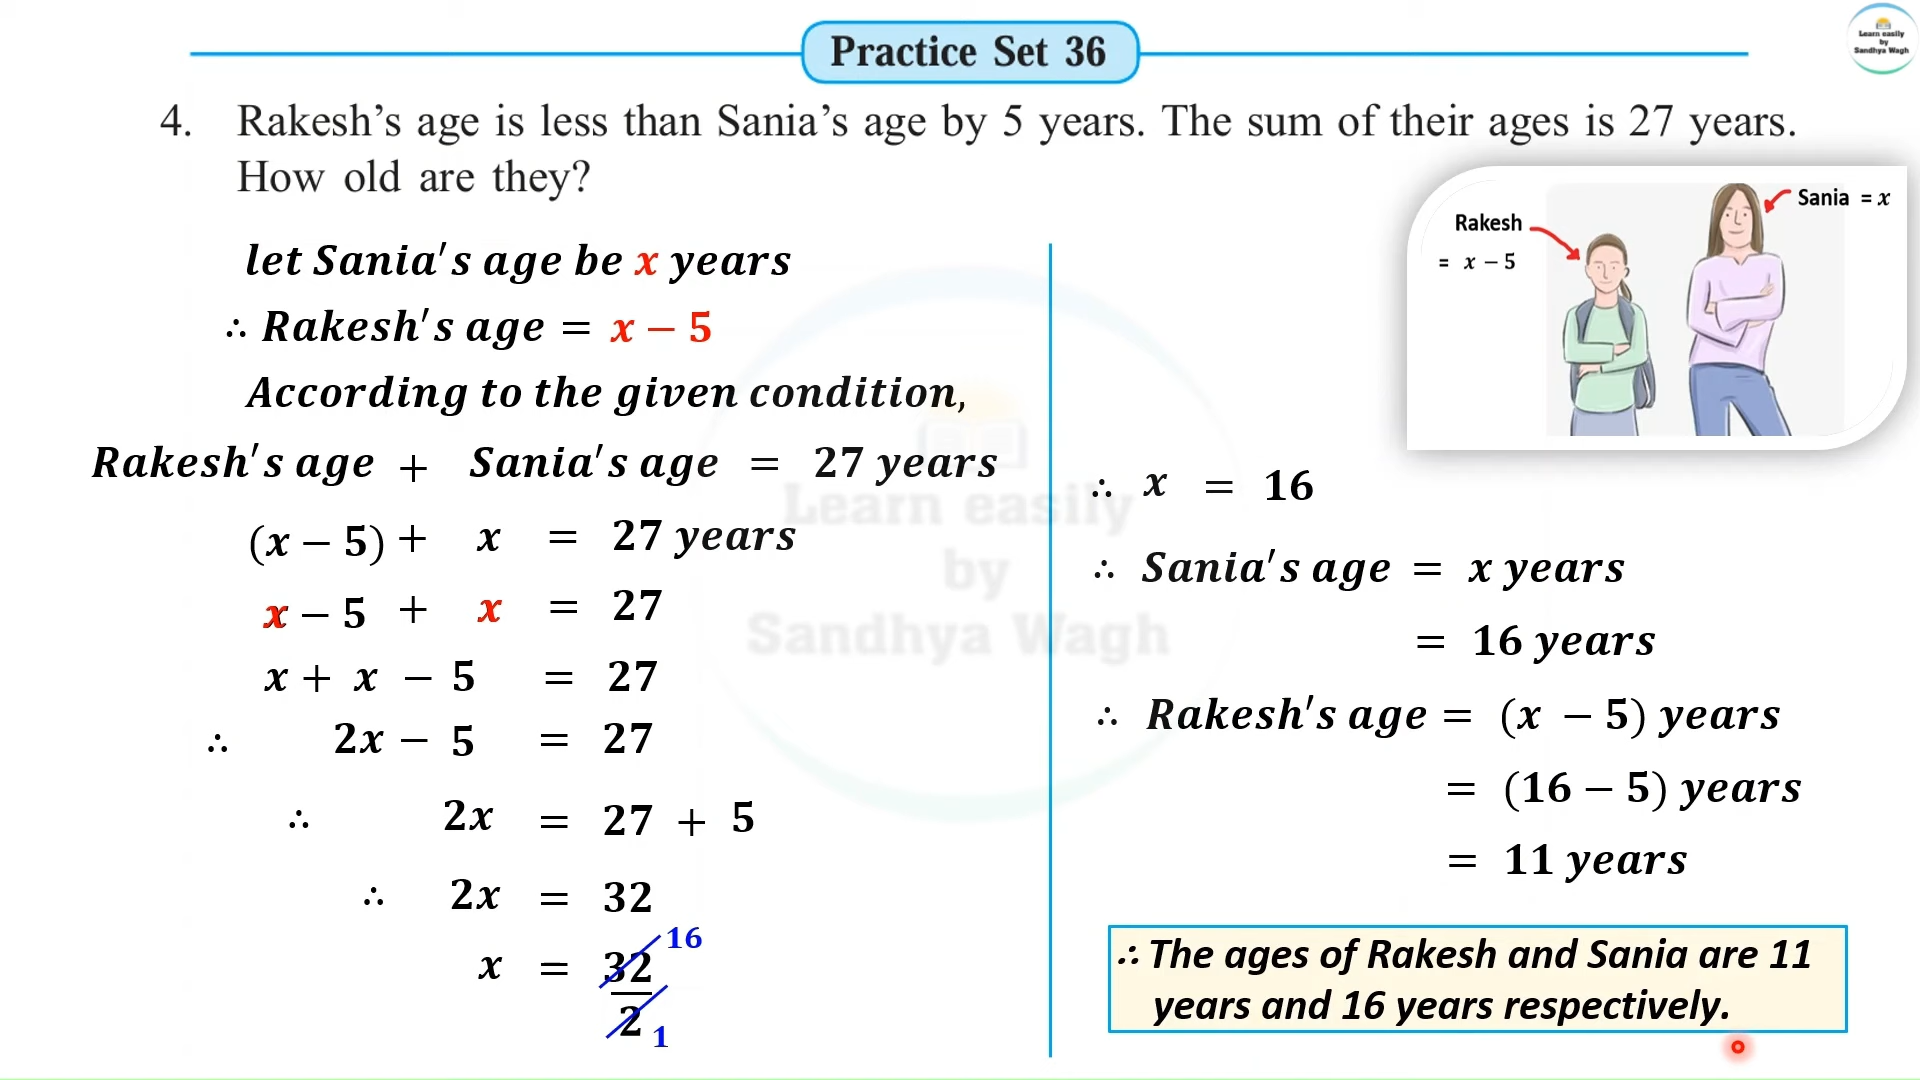 Practice Set 36
Learn easily
by
Sandhya Wagh
4. Rakesh’s age is less than Sania’s age by 5 years. The sum of their ages is 27 years.
How old are they?
Sania = x
Rakesh
= x – 5
let Sania's age be x years
∴ Rakesh's age = x – 5
According to the given condition,
Rakesh's age + Sania's age = 27 years
(x – 5) + x = 27 years
x – 5 + x = 27
x + x – 5 = 27
∴ 2x – 5 = 27
∴ 2x = 27 + 5
∴ 2x = 32
16
x = 32
2
1
∴ x = 16
∴ Sania's age = x years
= 16 years
∴ Rakesh's age = (x – 5) years
= (16 – 5) years
= 11 years
∴ The ages of Rakesh and Sania are 11
years and 16 years respectively.
Learn easily
by
Sandhya Wagh